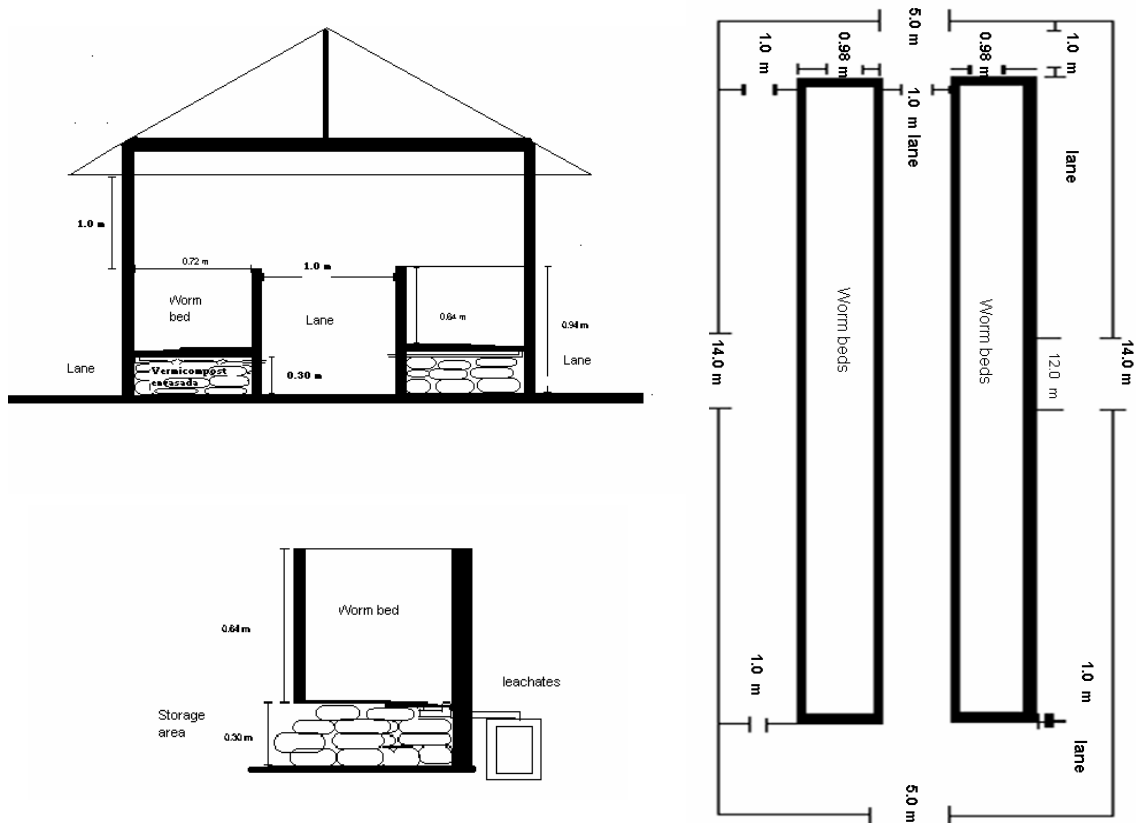 1.0 m
0.72 m
1.0 m
Worm
bed
Lane
0.64 m
0.94 m
Lane
Lane
Vermicompost
envasada
0.30 m
Worm bed
0.64 m
leachates
Storage
area
0.30 m
5.0 m
1.0 m
0.98 m
0.98 m
1.0 m
1.0 m lane
lane
Worm beds
Worm beds
14.0 m
12.0 m
14.0 m
1.0 m
1.0 m
lane
5.0 m